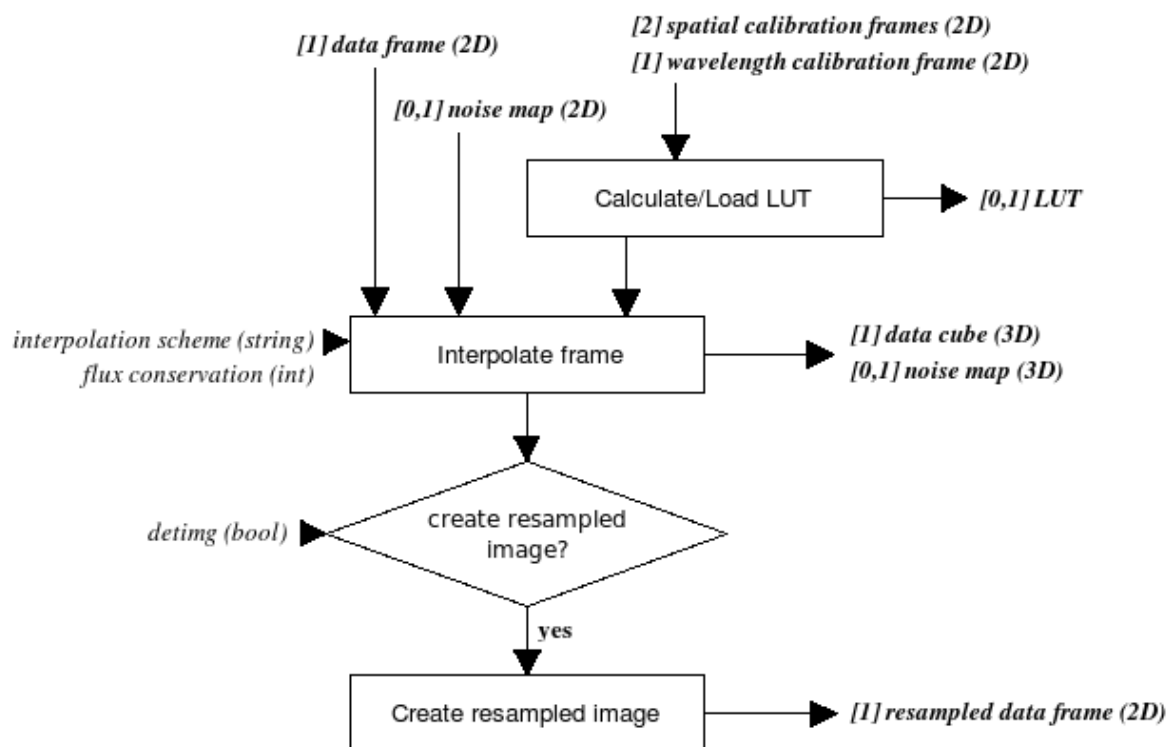 [1] data frame (2D)
[2] spatial calibration frames (2D)
[1] wavelength calibration frame (2D)
[0,1] noise map (2D)
Calculate/Load LUT
[0,1] LUT
interpolation scheme (string)
flux conservation (int)
Interpolate frame
[1] data cube (3D)
[0,1] noise map (3D)
detimg (bool)
create resampled
image?
yes
Create resampled image
[1] resampled data frame (2D)